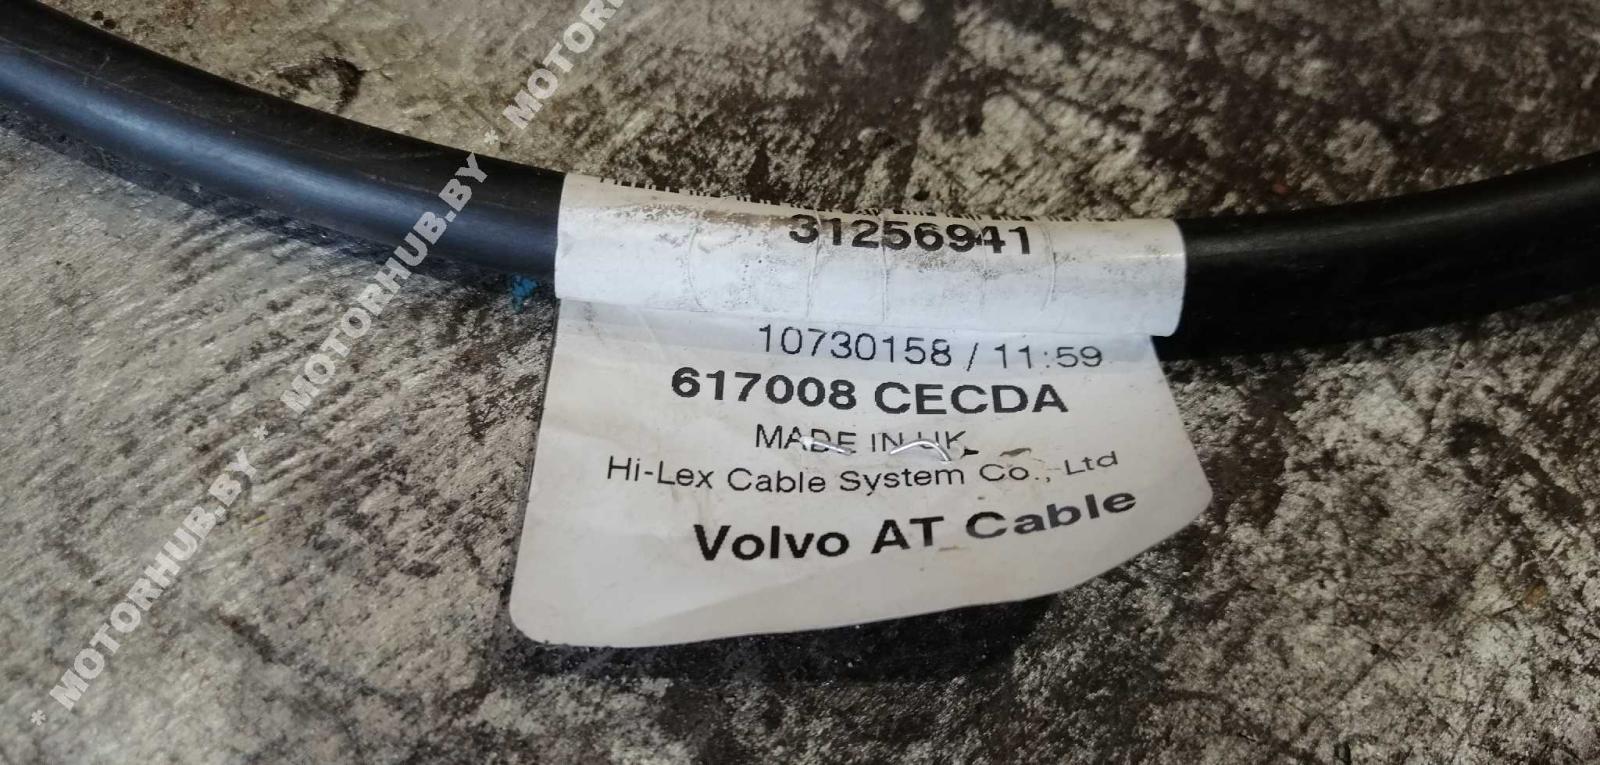 31256941
10730158 / 11:59
617008 CECDA
MADE IN UK
Hi-Lex Cable System Co., Ltd
Volvo AT Cable
* MOTORHUB.BY * MOTORHUB.BY * MOTORHUB.BY * MOTORH